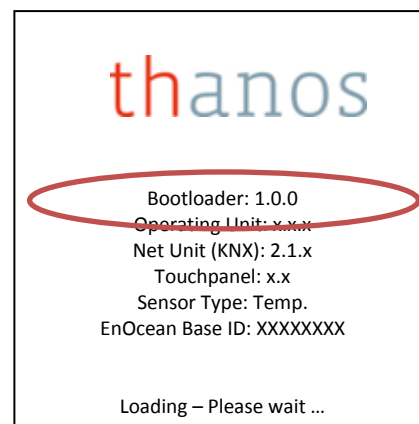 thanos
Bootloader: 1.0.0
Operating Unit: x.x.x
Net Unit (KNX): 2.1.x
Touchpanel: x.x
Sensor Type: Temp.
EnOcean Base ID: XXXXXXXX
Loading – Please wait ...